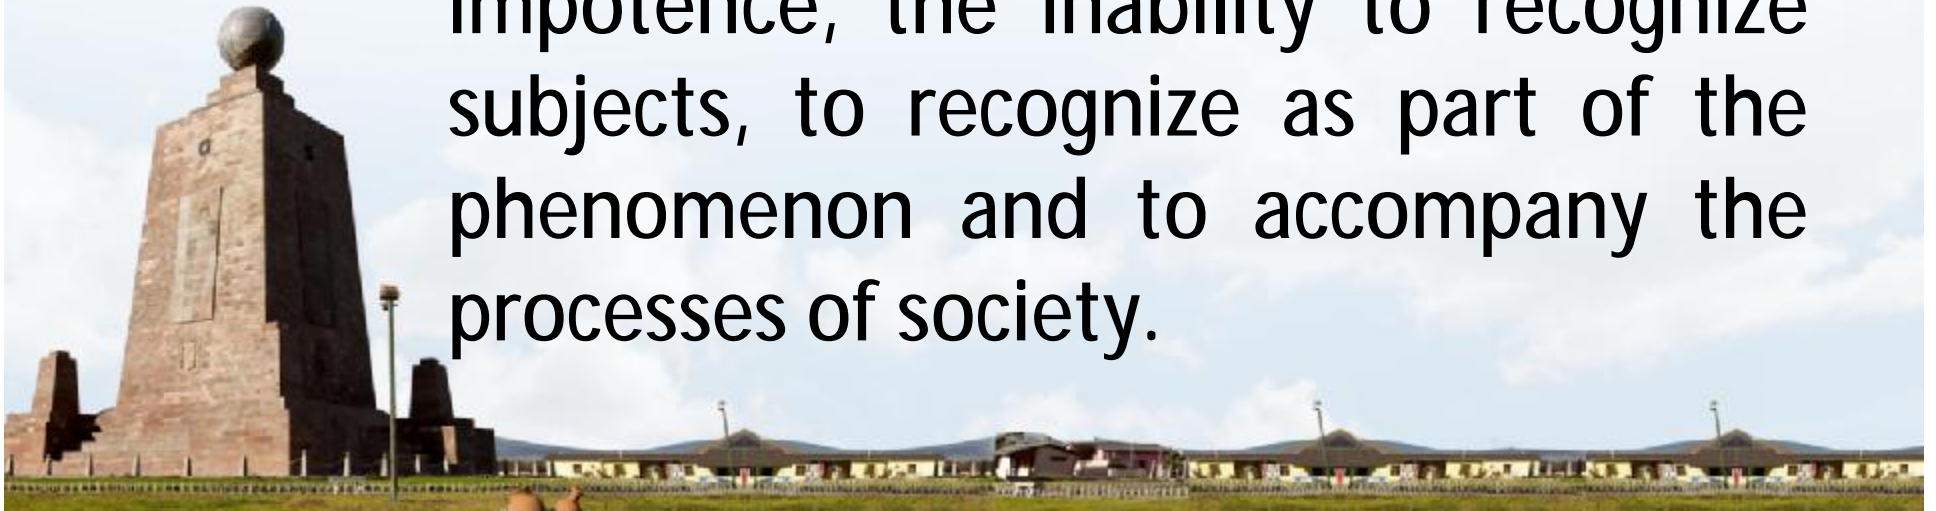 impotence, the inability to recognize
subjects, to recognize as part of the
phenomenon and to accompany the
processes of society.